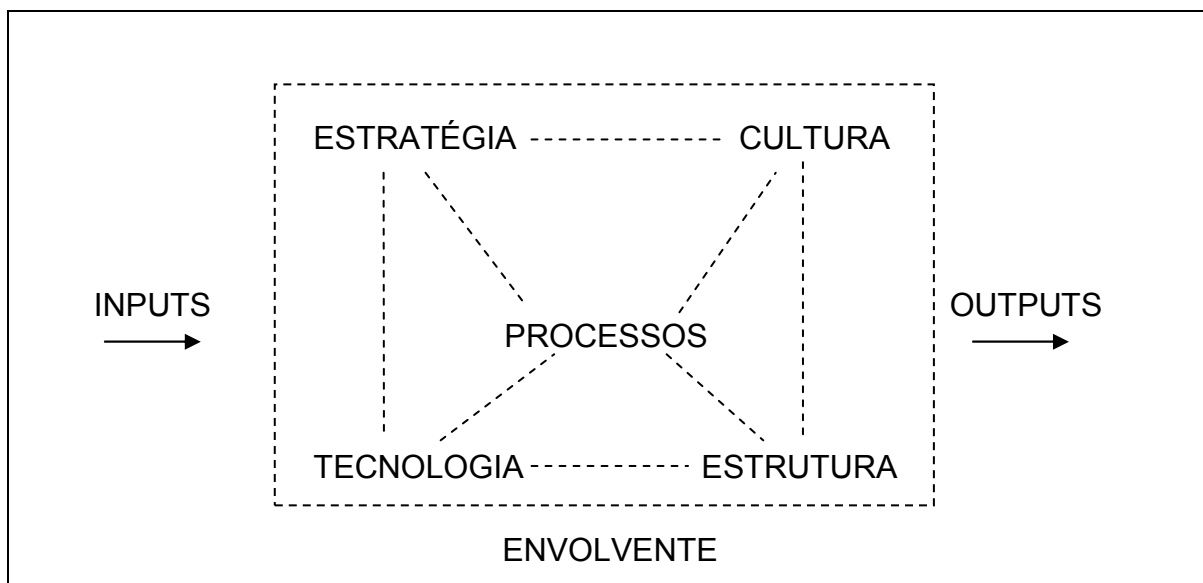 ESTRATÉGIA CULTURA
INPUTS OUTPUTS
PROCESSOS
TECNOLOGIA ESTRUTURA
ENVOLVENTE